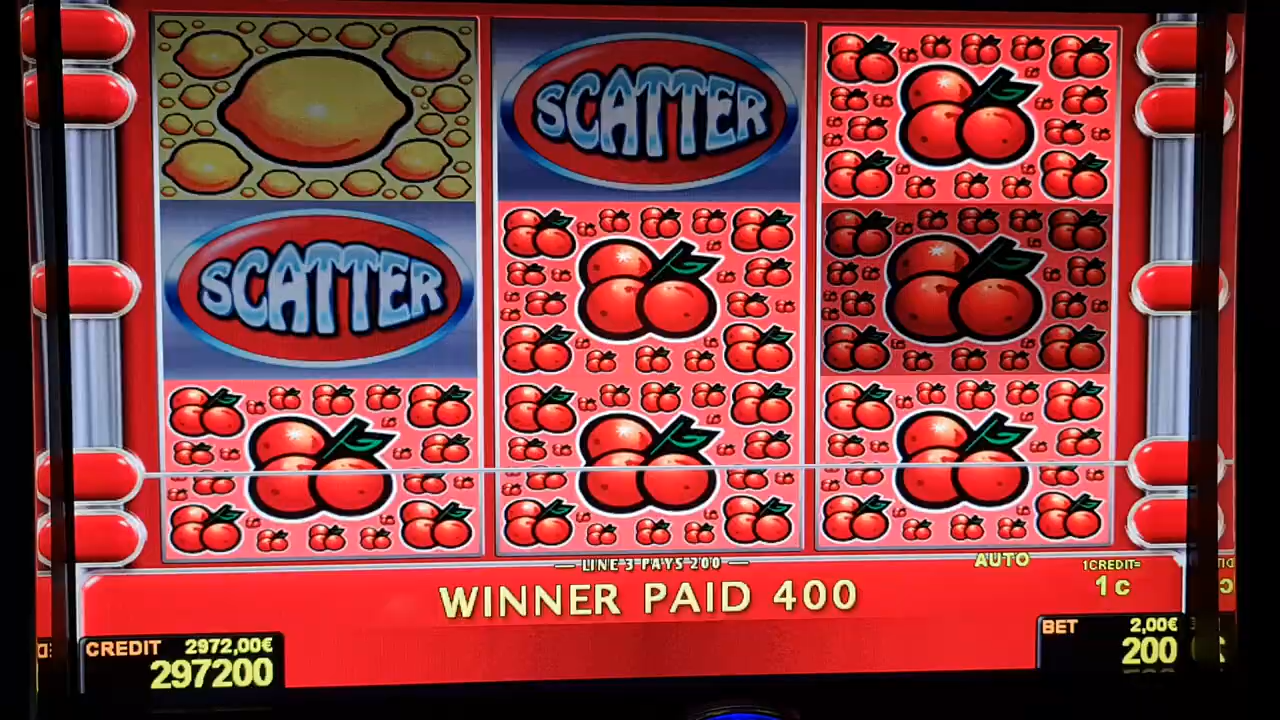 SCATTER
SCATTER
LINE 3 PAYS 200
AUTO
1CREDIT=
1 c
WINNER PAID 400
CREDIT 2972,00€
297200
BET 2,00€
200